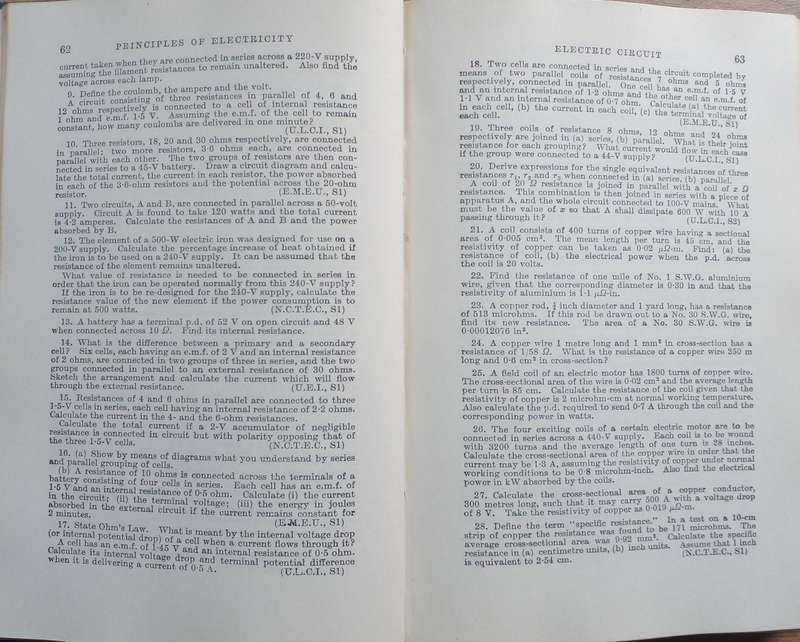 62
PRINCIPLES OF ELECTRICITY
current taken when they are connected in series across a 220-V supply,
assuming the filament resistances to remain unaltered. Also find the
voltage across each lamp.
9. Define the coulomb, the ampere and the volt.
A circuit consisting of three resistances in parallel of 4, 6 and
12 ohms respectively is connected to a cell of internal resistance
1 ohm and e.m.f. 1·5 V. Assuming the e.m.f. of the cell to remain
constant, how many coulombs are delivered in one minute?
(U.L.C.I., S1)
10. Three resistors, 18, 20 and 30 ohms respectively, are connected
in parallel; two more resistors, 3·6 ohms each, are connected in
parallel with each other. The two groups of resistors are then con-
nected in series to a 45-V battery. Draw a circuit diagram and calcu-
late the total current, the current in each resistor, the power absorbed
in each of the 3·6-ohm resistors and the potential across the 20-ohm
resistor. (E.M.E.U., S1)
11. Two circuits, A and B, are connected in parallel across a 50-volt
supply. Circuit A is found to take 120 watts and the total current
is 4·2 amperes. Calculate the resistances of A and B and the power
absorbed by B.
12. The element of a 500-W electric iron was designed for use on a
200-V supply. Calculate the percentage increase of heat obtained if
the iron is to be used on a 240-V supply. It can be assumed that the
resistance of the element remains unaltered.
What value of resistance is needed to be connected in series in
order that the iron can be operated normally from this 240-V supply?
If the iron is to be re-designed for the 240-V supply, calculate the
resistance value of the new element if the power consumption is to
remain at 500 watts. (N.C.T.E.C., S1)
13. A battery has a terminal p.d. of 52 V on open circuit and 48 V
when connected across 10 Ω. Find its internal resistance.
14. What is the difference between a primary and a secondary
cell? Six cells, each having an e.m.f. of 2 V and an internal resistance
of 2 ohms, are connected in two groups of three in series, and the two
groups connected in parallel to an external resistance of 30 ohms.
Sketch the arrangement and calculate the current which will flow
through the external resistance. (U.E.I., S1)
15. Resistances of 4 and 6 ohms in parallel are connected to three
1·5-V cells in series, each cell having an internal resistance of 2·2 ohms.
Calculate the current in the 4- and the 6-ohm resistances.
Calculate the total current if a 2-V accumulator of negligible
resistance is connected in circuit but with polarity opposing that of
the three 1·5-V cells. (N.C.T.E.C., S1)
16. (a) Show by means of diagrams what you understand by series
and parallel grouping of cells.
(b) A resistance of 10 ohms is connected across the terminals of a
battery consisting of four cells in series. Each cell has an e.m.f. of
1·5 V and an internal resistance of 0·5 ohm. Calculate (i) the current
in the circuit; (ii) the terminal voltage; (iii) the energy in joules
absorbed in the external circuit if the current remains constant for
2 minutes. (E.M.E.U., S1)
17. State Ohm's Law. What is meant by the internal voltage drop
(or internal potential drop) of a cell when a current flows through it?
A cell has an e.m.f. of 1·45 V and an internal resistance of 0·5 ohm.
Calculate its internal voltage drop and terminal potential difference
when it is delivering a current of 0·5 A. (U.L.C.I., S1)
ELECTRIC CIRCUIT
63
18. Two cells are connected in series and the circuit completed by
means of two parallel coils of resistances 7 ohms and 5 ohms
respectively, connected in parallel. One cell has an e.m.f. of 1·5 V
and an internal resistance of 1·2 ohms and the other cell an e.m.f. of
1·1 V and an internal resistance of 0·7 ohm. Calculate (a) the current
in each cell, (b) the current in each coil, (c) the terminal voltage of
each cell. (E.M.E.U., S1)
19. Three coils of resistance 8 ohms, 12 ohms and 24 ohms
respectively are joined in (a) series, (b) parallel. What is their joint
resistance for each grouping? What current would flow in each case
if the group were connected to a 44-V supply? (U.L.C.I., S1)
20. Derive expressions for the single equivalent resistances of three
resistances r₁, r₂ and r₃ when connected in (a) series, (b) parallel.
A coil of 20 Ω resistance is joined in parallel with a coil of x Ω
resistance. This combination is then joined in series with a piece of
apparatus A, and the whole circuit connected to 100-V mains. What
must be the value of x so that A shall dissipate 600 W with 10 A
passing through it? (U.L.C.I., S2)
21. A coil consists of 400 turns of copper wire having a sectional
area of 0·005 cm². The mean length per turn is 45 cm, and the
resistivity of copper can be taken as 0·02 μΩ-m. Find: (a) the
resistance of coil, (b) the electrical power when the p.d. across
the coil is 20 volts.
22. Find the resistance of one mile of No. 1 S.W.G. aluminium
wire, given that the corresponding diameter is 0·30 in and that the
resistivity of aluminium is 1·1 μΩ-in.
23. A copper rod, ¼ inch diameter and 1 yard long, has a resistance
of 513 microhms. If this rod be drawn out to a No. 30 S.W.G. wire,
find its new resistance. The area of a No. 30 S.W.G. wire is
0·00012076 in².
24. A copper wire 1 metre long and 1 mm² in cross-section has a
resistance of 1/58 Ω. What is the resistance of a copper wire 250 m
long and 0·6 cm² in cross-section?
25. A field coil of an electric motor has 1800 turns of copper wire.
The cross-sectional area of the wire is 0·02 cm² and the average length
per turn is 85 cm. Calculate the resistance of the coil given that the
resistivity of copper is 2 microhm-cm at normal working temperature.
Also calculate the p.d. required to send 0·7 A through the coil and the
corresponding power in watts.
26. The four exciting coils of a certain electric motor are to be
connected in series across a 440-V supply. Each coil is to be wound
with 3200 turns and the average length of one turn is 28 inches.
Calculate the cross-sectional area of the copper wire in order that the
current may be 1·3 A, assuming the resistivity of copper under normal
working conditions to be 0·8 microhm-inch. Also find the electrical
power in kW absorbed by the coils.
27. Calculate the cross-sectional area of a copper conductor,
300 metres long, such that it may carry 500 A with a voltage drop
of 8 V. Take the resistivity of copper as 0·019 μΩ-m.
28. Define the term "specific resistance." In a test on a 10-cm
strip of copper the resistance was found to be 171 microhms. The
average cross-sectional area was 0·92 mm². Calculate the specific
resistance in (a) centimetre units, (b) inch units. Assume that 1 inch
is equivalent to 2·54 cm. (N.C.T.E.C., S1)